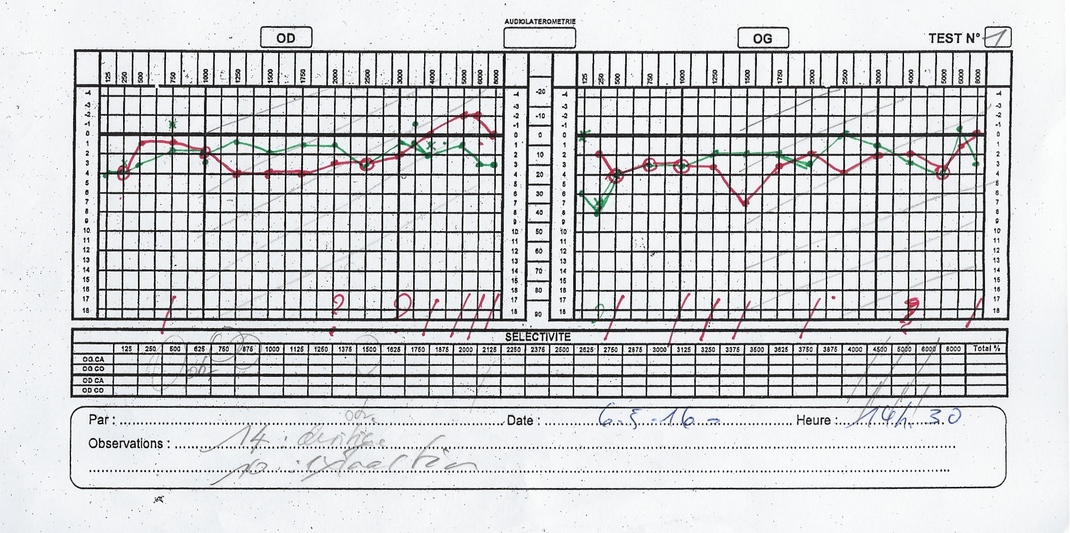 AUDIOLATEROMETRIE
OD OG TEST N° 1
125 250 500 750 1000 1250 1500 1750 2000 2500 3000 4000 5000 6000 8000
125 250 500 750 1000 1250 1500 1750 2000 2500 3000 4000 5000 6000 8000
-4 -20 -4
-3 -3
-2 -10 -2
-1 -1
0 0 0
1 1
2 10 2
3 3
4 20 4
5 5
6 30 6
7 7
8 40 8
9 9
10 50 10
11 11
12 60 12
13 13
14 70 14
15 15
16 80 16
17 17
18 90 18
SELECTIVITE
125 250 500 625 750 875 1000 1125 1250 1375 1500 1625 1750 1875 2000 2125 2250 2375 2500 2625 2750 2875 3000 3125 3250 3375 3500 3625 3750 3875 4000 4500 5000 5500 6000 8000 Total %
OG CA
OG CO
OD CA
OD CO
Par : Date : 6-5-16 Heure : 14h 30
Observations : 14 :